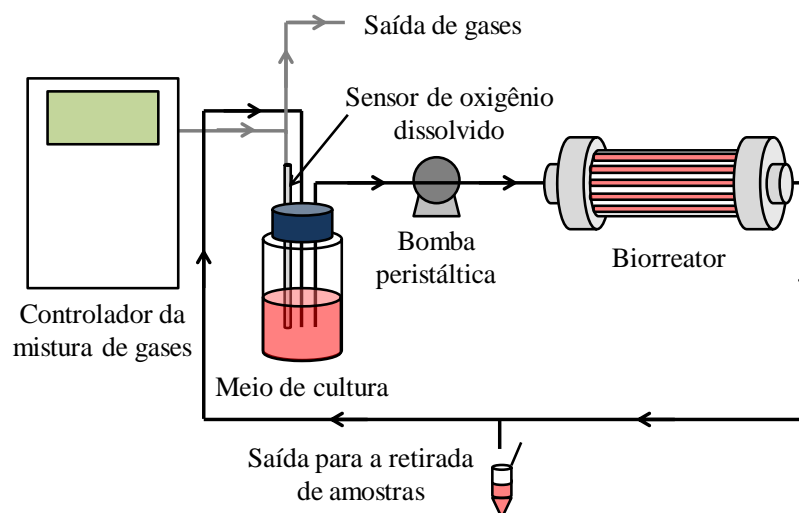 Saída de gases
Sensor de oxigênio
dissolvido
Bomba
peristáltica
Biorreator
Controlador da
mistura de gases
Meio de cultura
Saída para a retirada
de amostras